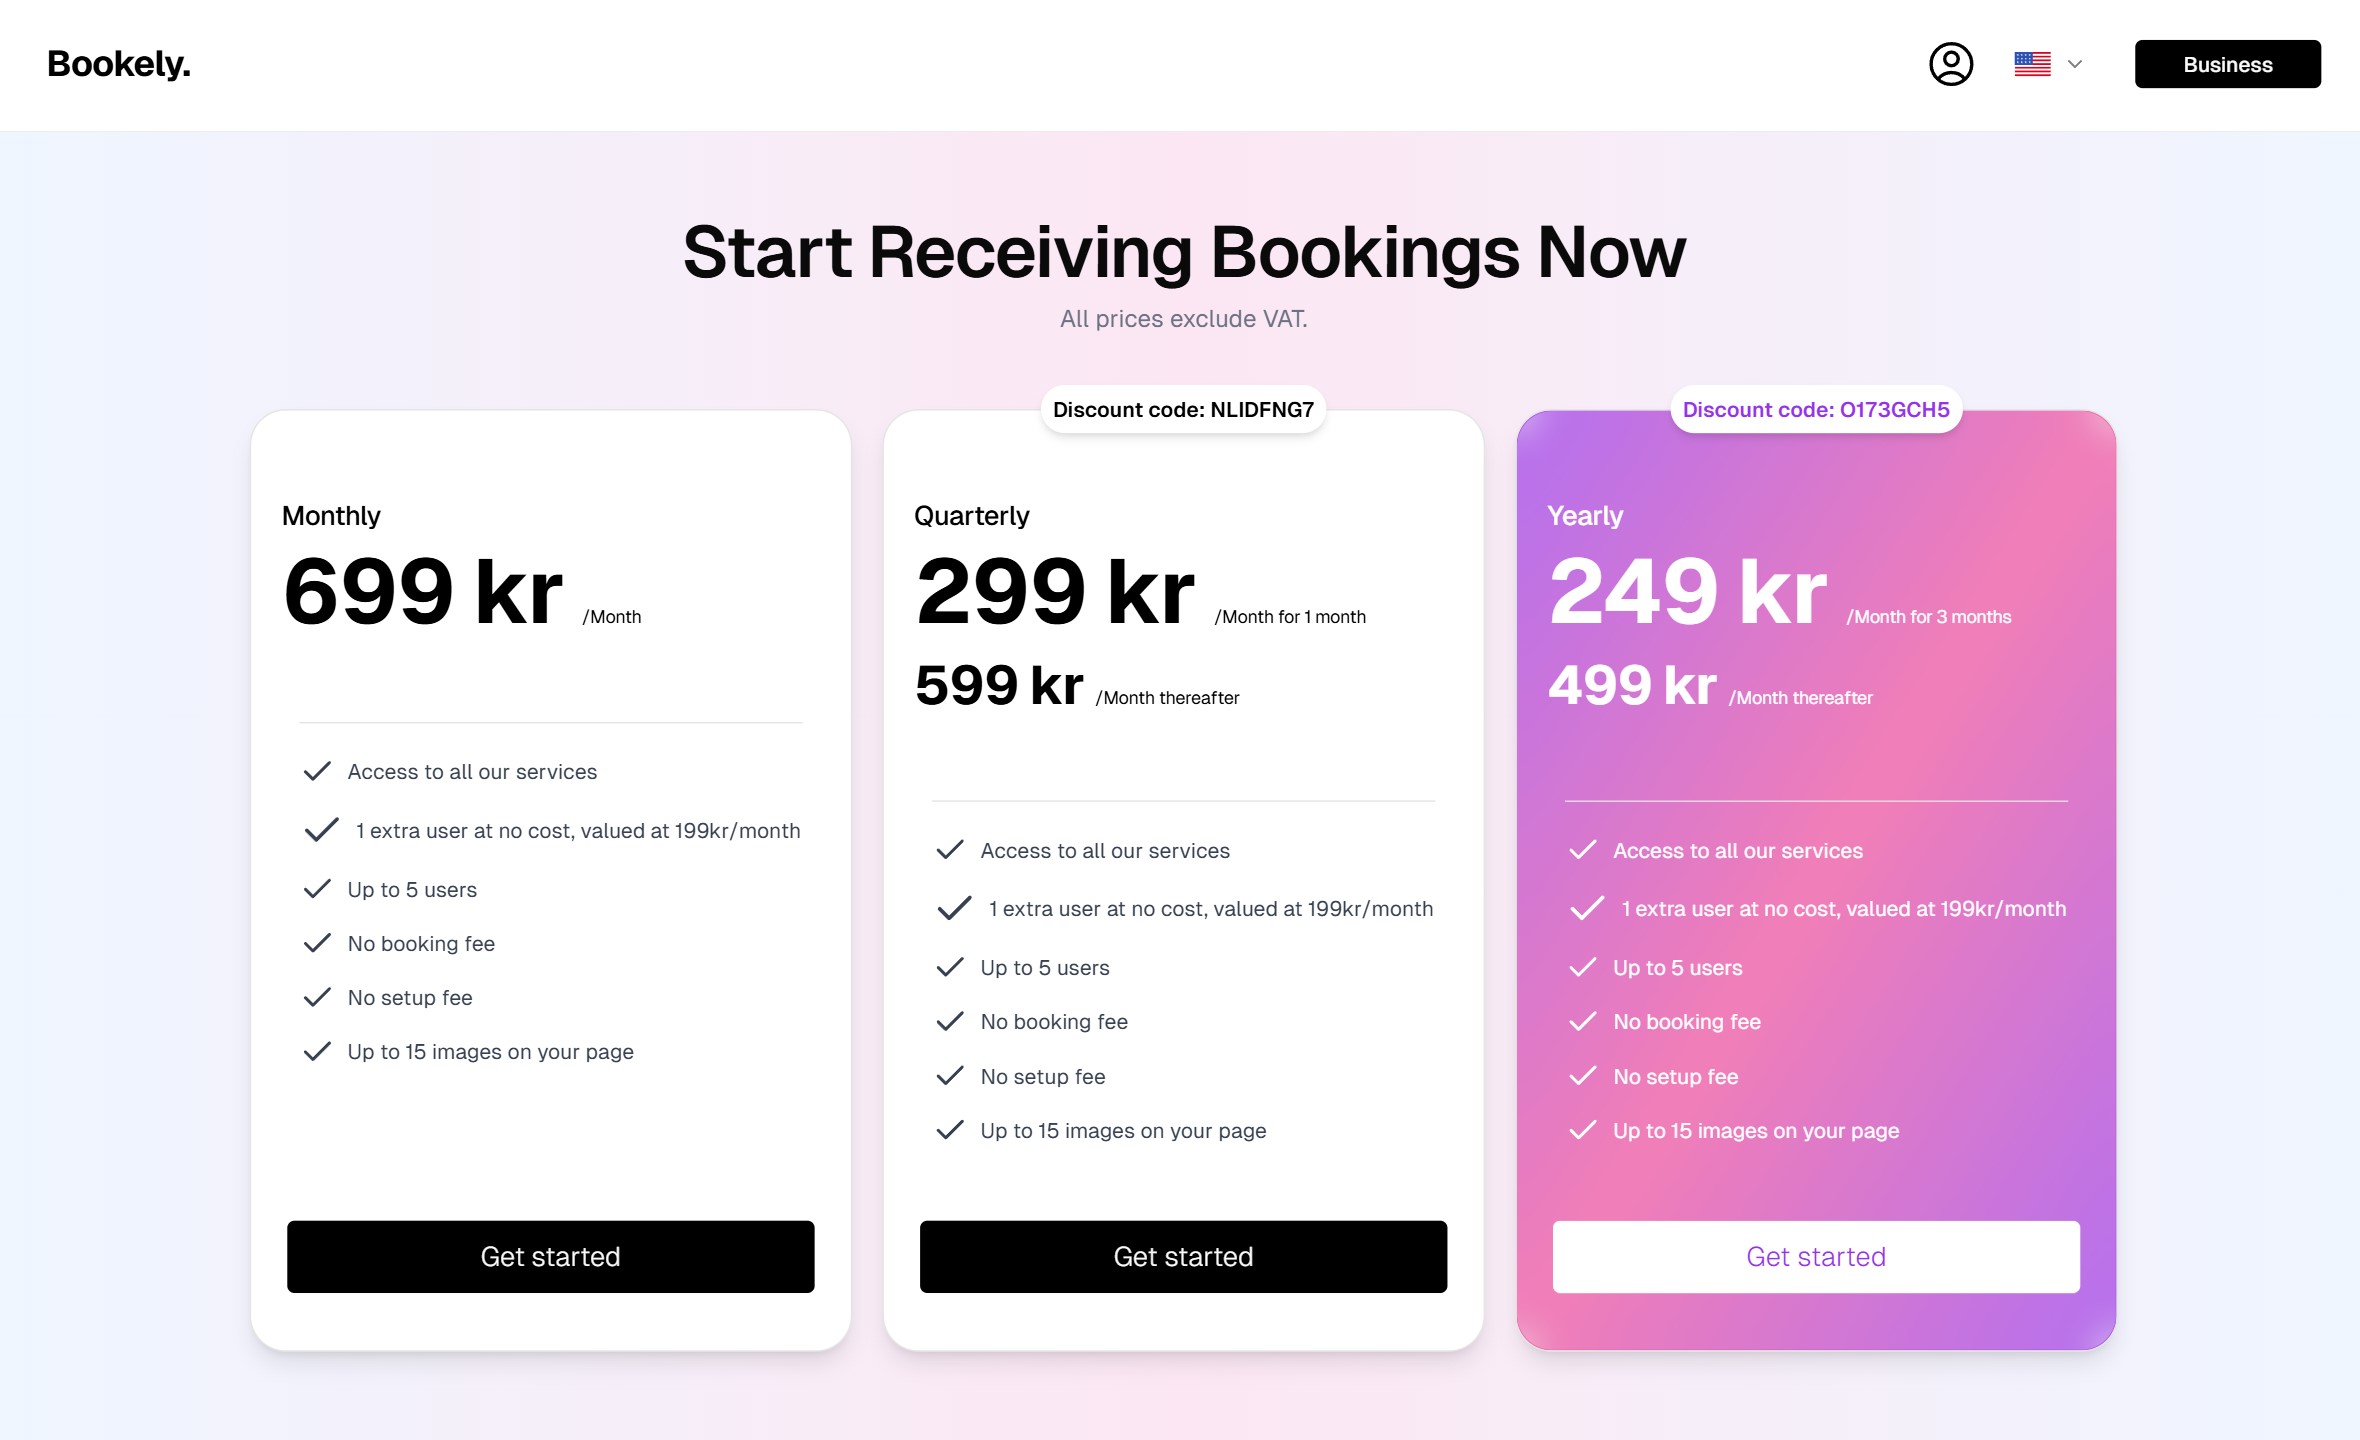 Bookely.
Business
Start Receiving Bookings Now
All prices exclude VAT.
Monthly
699 kr /Month
Access to all our services
1 extra user at no cost, valued at 199kr/month
Up to 5 users
No booking fee
No setup fee
Up to 15 images on your page
Get started
Discount code: NLIDFNG7
Quarterly
299 kr /Month for 1 month
599 kr /Month thereafter
Access to all our services
1 extra user at no cost, valued at 199kr/month
Up to 5 users
No booking fee
No setup fee
Up to 15 images on your page
Get started
Discount code: O173GCH5
Yearly
249 kr /Month for 3 months
499 kr /Month thereafter
Access to all our services
1 extra user at no cost, valued at 199kr/month
Up to 5 users
No booking fee
No setup fee
Up to 15 images on your page
Get started